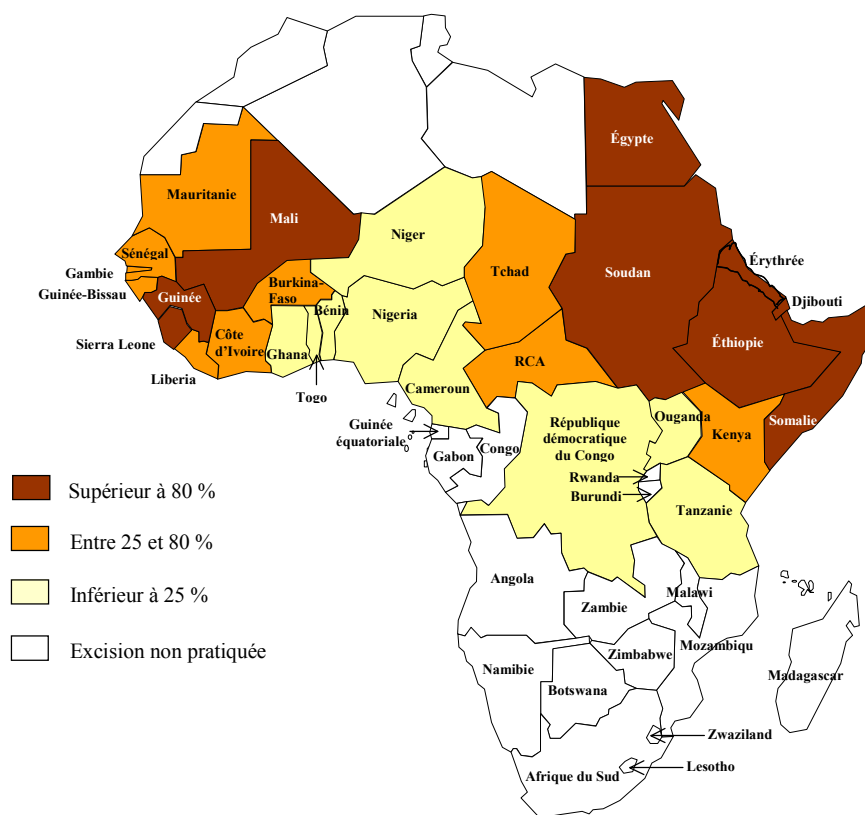 Égypte
Mauritanie
Mali
Niger
Sénégal
Tchad
Soudan
Érythrée
Gambie
Guinée-Bissau
Guinée
Burkina-
Faso
Djibouti
Bénin
Nigeria
Sierra Leone
Côte
d'Ivoire
Ghana
Éthiopie
RCA
Liberia
Togo
Cameroun
Ouganda
Somalie
Guinée
équatoriale
République
démocratique
du Congo
Kenya
Gabon
Congo
Rwanda
Burundi
Supérieur à 80 %
Tanzanie
Entre 25 et 80 %
Angola
Inférieur à 25 %
Malawi
Zambie
Mozambiqu
Excision non pratiquée
Zimbabwe
Namibie
Madagascar
Botswana
Zwaziland
Lesotho
Afrique du Sud